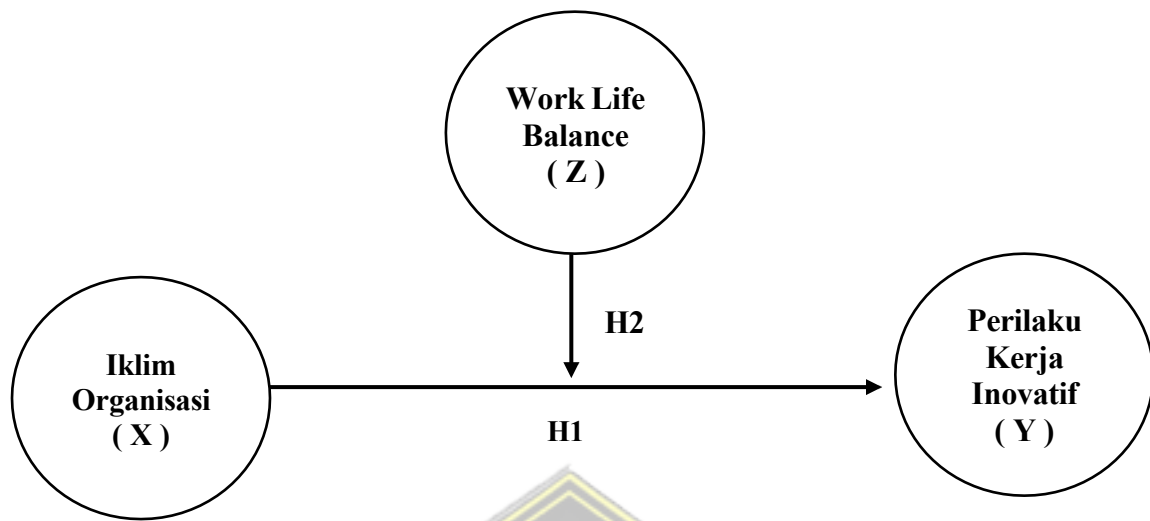 Work Life
Balance
( Z )
H2
Iklim
Organisasi
( X )
H1
Perilaku
Kerja
Inovatif
( Y )